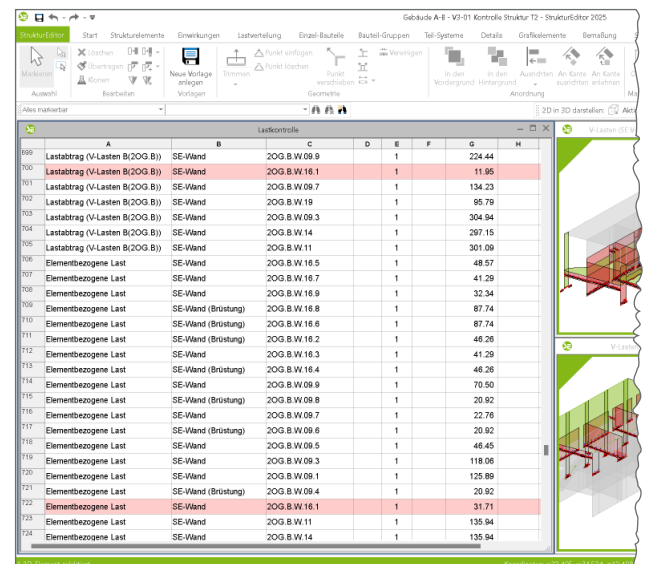 Gebäude A-B - V3-01 Kontrolle Struktur T2 - StrukturEditor 2025
StrukturEditor Start Strukturelemente Einwirkungen Lastverteilung Einzel-Bauteile Bauteil-Gruppen Teil-Systeme Details Grafikelemente Bemaßung
Markieren
Löschen
Übertragen
Klonen
Neue Vorlage anlegen
Trimmen
Punkt einfügen
Punkt löschen
Punkt verschieben
Vereinigen
In den Vordergrund
In den Hintergrund
Ausrichten
An Kante ausrichten
An Kante anlehnen
Auswahl Bearbeiten Vorlagen Geometrie Anordnung
Alles markierbar
2D in 3D darstellen:
Lastkontrolle
V-Lasten (SE
A B C D E F G H
699 Lastabtrag (V-Lasten B(2OG.B)) SE-Wand 2OG.B.W.09.9 1 224.44
700 Lastabtrag (V-Lasten B(2OG.B)) SE-Wand 2OG.B.W.16.1 1 11.95
701 Lastabtrag (V-Lasten B(2OG.B)) SE-Wand 2OG.B.W.09.7 1 134.23
702 Lastabtrag (V-Lasten B(2OG.B)) SE-Wand 2OG.B.W.19 1 95.79
703 Lastabtrag (V-Lasten B(2OG.B)) SE-Wand 2OG.B.W.09.3 1 304.94
704 Lastabtrag (V-Lasten B(2OG.B)) SE-Wand 2OG.B.W.14 1 297.15
705 Lastabtrag (V-Lasten B(2OG.B)) SE-Wand 2OG.B.W.11 1 301.09
706 Elementbezogene Last SE-Wand 2OG.B.W.16.5 1 48.57
707 Elementbezogene Last SE-Wand 2OG.B.W.16.7 1 41.29
708 Elementbezogene Last SE-Wand 2OG.B.W.16.9 1 32.34
709 Elementbezogene Last SE-Wand (Brüstung) 2OG.B.W.16.8 1 87.74
710 Elementbezogene Last SE-Wand (Brüstung) 2OG.B.W.16.6 1 87.74
711 Elementbezogene Last SE-Wand (Brüstung) 2OG.B.W.16.2 1 46.26
712 Elementbezogene Last SE-Wand 2OG.B.W.16.3 1 41.29
713 Elementbezogene Last SE-Wand (Brüstung) 2OG.B.W.16.4 1 46.26
714 Elementbezogene Last SE-Wand 2OG.B.W.09.9 1 70.50
715 Elementbezogene Last SE-Wand (Brüstung) 2OG.B.W.09.8 1 20.92
716 Elementbezogene Last SE-Wand 2OG.B.W.09.7 1 22.76
717 Elementbezogene Last SE-Wand (Brüstung) 2OG.B.W.09.6 1 20.92
718 Elementbezogene Last SE-Wand 2OG.B.W.09.5 1 46.45
719 Elementbezogene Last SE-Wand 2OG.B.W.09.3 1 118.06
720 Elementbezogene Last SE-Wand 2OG.B.W.09.1 1 125.89
721 Elementbezogene Last SE-Wand (Brüstung) 2OG.B.W.09.4 1 20.92
722 Elementbezogene Last SE-Wand 2OG.B.W.16.1 1 31.71
723 Elementbezogene Last SE-Wand 2OG.B.W.11 1 135.94
724 Elementbezogene Last SE-Wand 2OG.B.W.14 1 135.94